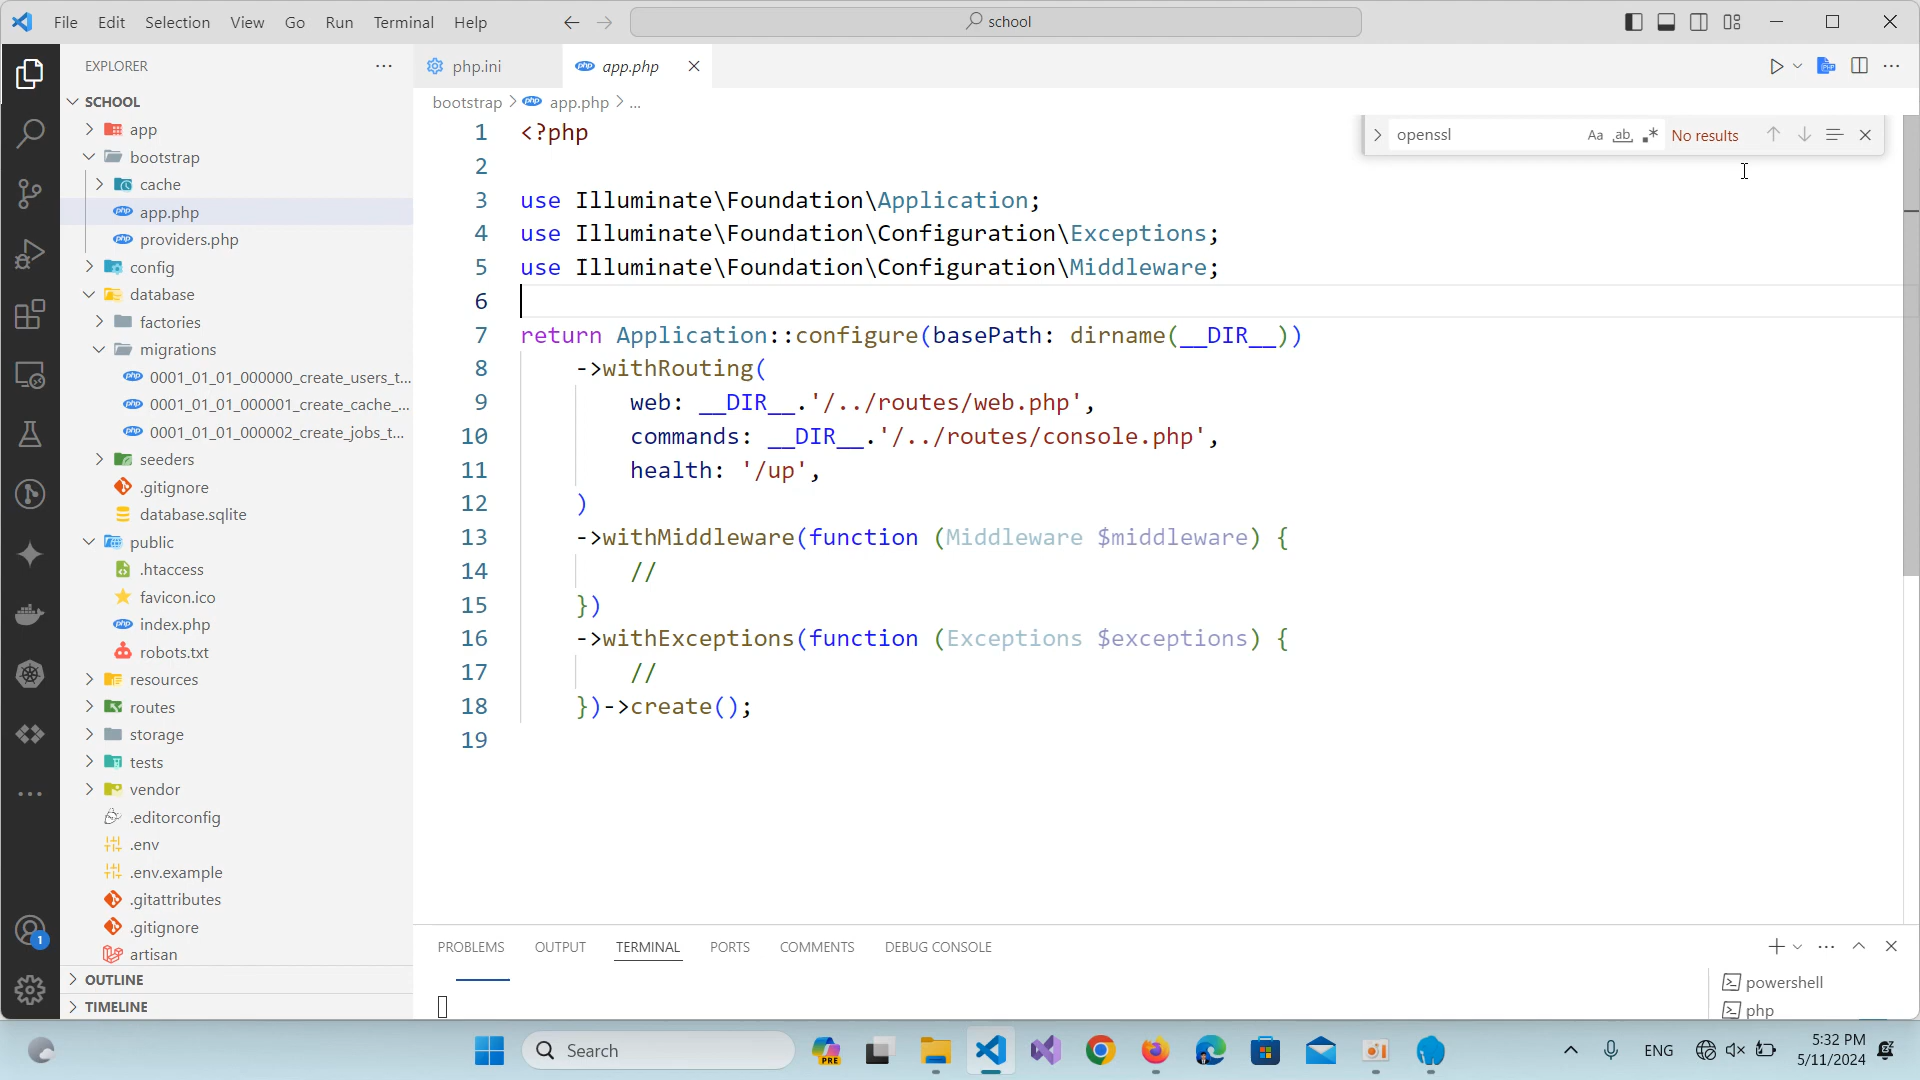 File Edit Selection View Go Run Terminal Help
school
EXPLORER
php.ini
app.php
SCHOOL
bootstrap
app.php
...
app
bootstrap
cache
app.php
providers.php
config
database
factories
migrations
0001_01_01_000000_create_users_t...
0001_01_01_000001_create_cache_...
0001_01_01_000002_create_jobs_t...
seeders
.gitignore
database.sqlite
public
.htaccess
favicon.ico
index.php
robots.txt
resources
routes
storage
tests
vendor
.editorconfig
.env
.env.example
.gitattributes
.gitignore
artisan
OUTLINE
TIMELINE
openssl Aa ab No results
1 <?php
2
3 use Illuminate\Foundation\Application;
4 use Illuminate\Foundation\Configuration\Exceptions;
5 use Illuminate\Foundation\Configuration\Middleware;
6
7 return Application::configure(basePath: dirname(__DIR__))
8 ->withRouting(
9 web: __DIR__.'/../routes/web.php',
10 commands: __DIR__.'/../routes/console.php',
11 health: '/up',
12 )
13 ->withMiddleware(function (Middleware $middleware) {
14 //
15 })
16 ->withExceptions(function (Exceptions $exceptions) {
17 //
18 })->create();
19
PROBLEMS OUTPUT TERMINAL PORTS COMMENTS DEBUG CONSOLE
powershell
php
1
Search
PRE
ENG
5:32 PM
5/11/2024